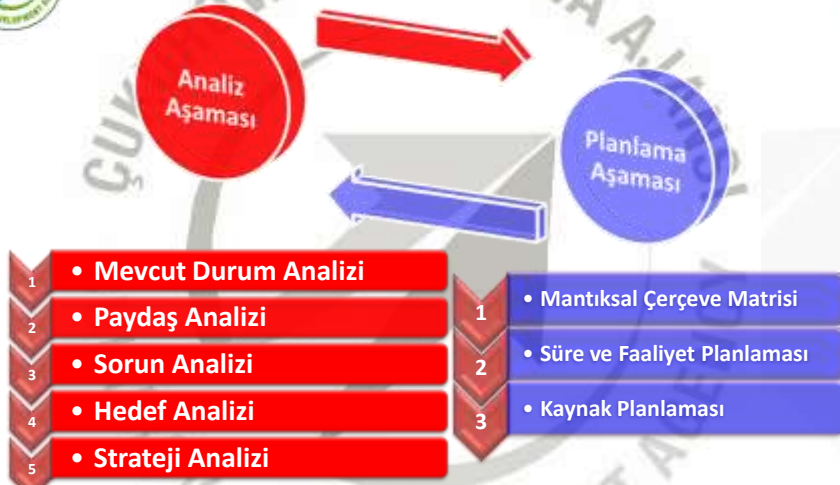 Analiz
Aşaması
Planlama
Aşaması
1 • Mevcut Durum Analizi
2 • Paydaş Analizi
3 • Sorun Analizi
4 • Hedef Analizi
5 • Strateji Analizi
1 • Mantıksal Çerçeve Matrisi
2 • Süre ve Faaliyet Planlaması
3 • Kaynak Planlaması